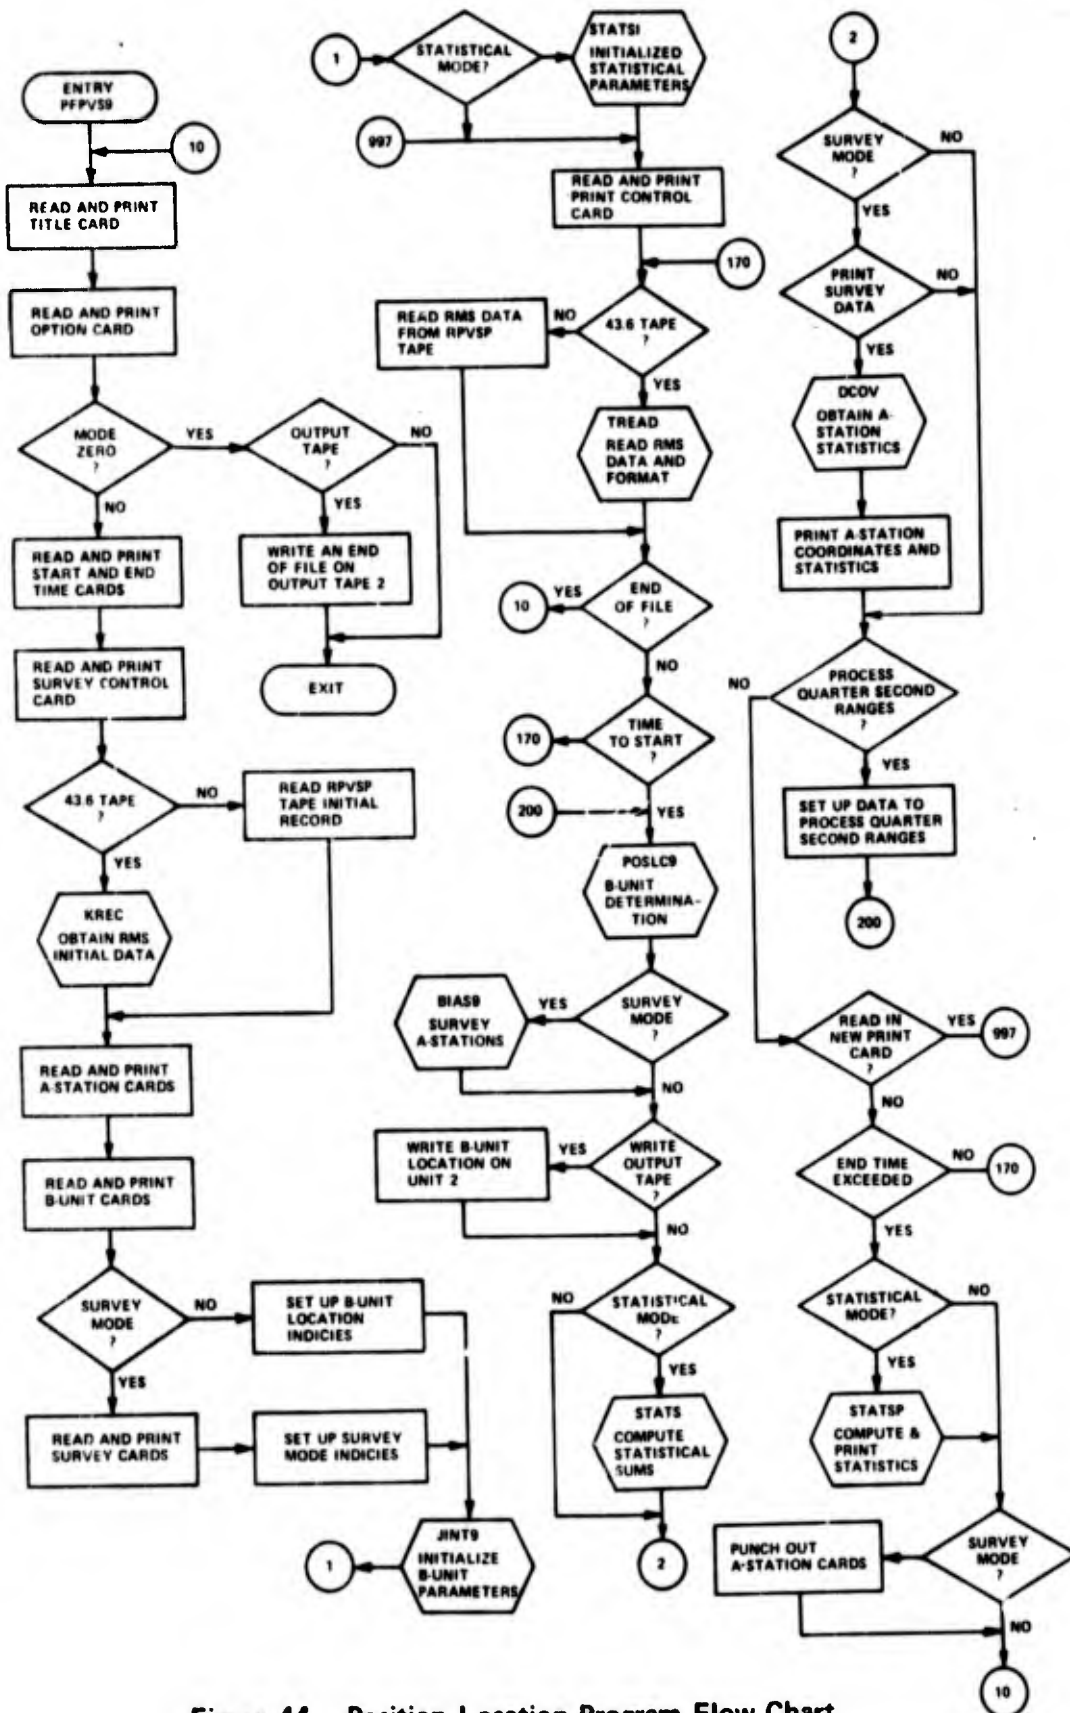 ENTRY
PFPVS9
10
READ AND PRINT
TITLE CARD
READ AND PRINT
OPTION CARD
MODE
ZERO
?
YES
NO
OUTPUT
TAPE
?
NO
YES
WRITE AN END
OF FILE ON
OUTPUT TAPE 2
EXIT
READ AND PRINT
START AND END
TIME CARDS
READ AND PRINT
SURVEY CONTROL
CARD
43.6 TAPE
?
NO
YES
READ RPVSP
TAPE INITIAL
RECORD
KREC
OBTAIN RMS
INITIAL DATA
READ AND PRINT
A-STATION CARDS
READ AND PRINT
B-UNIT CARDS
SURVEY
MODE
?
NO
YES
SET UP B-UNIT
LOCATION
INDICIES
READ AND PRINT
SURVEY CARDS
SET UP SURVEY
MODE INDICIES
JINT9
INITIALIZE
B-UNIT
PARAMETERS
1
1
STATISTICAL
MODE?
STATSI
INITIALIZED
STATISTICAL
PARAMETERS
997
READ AND PRINT
PRINT CONTROL
CARD
170
43.6 TAPE
?
NO
YES
READ RMS DATA
FROM RPVSP
TAPE
TREAD
READ RMS
DATA AND
FORMAT
END
OF FILE
?
YES
10
NO
TIME
TO START
?
170
YES
200
POSLC9
B-UNIT
DETERMINA-
TION
SURVEY
MODE
?
YES
NO
BIAS9
SURVEY
A-STATIONS
WRITE
OUTPUT
TAPE?
YES
NO
WRITE B-UNIT
LOCATION ON
UNIT 2
STATISTICAL
MODE
?
NO
YES
STATS
COMPUTE
STATISTICAL
SUMS
2
2
SURVEY
MODE
?
NO
YES
PRINT
SURVEY
DATA
NO
YES
DCOV
OBTAIN A-
STATION
STATISTICS
PRINT A-STATION
COORDINATES AND
STATISTICS
PROCESS
QUARTER SECOND
RANGES
?
NO
YES
SET UP DATA TO
PROCESS QUARTER
SECOND RANGES
200
READ IN
NEW PRINT
CARD
?
YES
997
NO
END TIME
EXCEEDED
NO
170
YES
STATISTICAL
MODE?
NO
YES
STATSP
COMPUTE &
PRINT
STATISTICS
SURVEY
MODE
?
PUNCH OUT
A-STATION CARDS
NO
10
Figure 44. Position Location Program Flow Chart